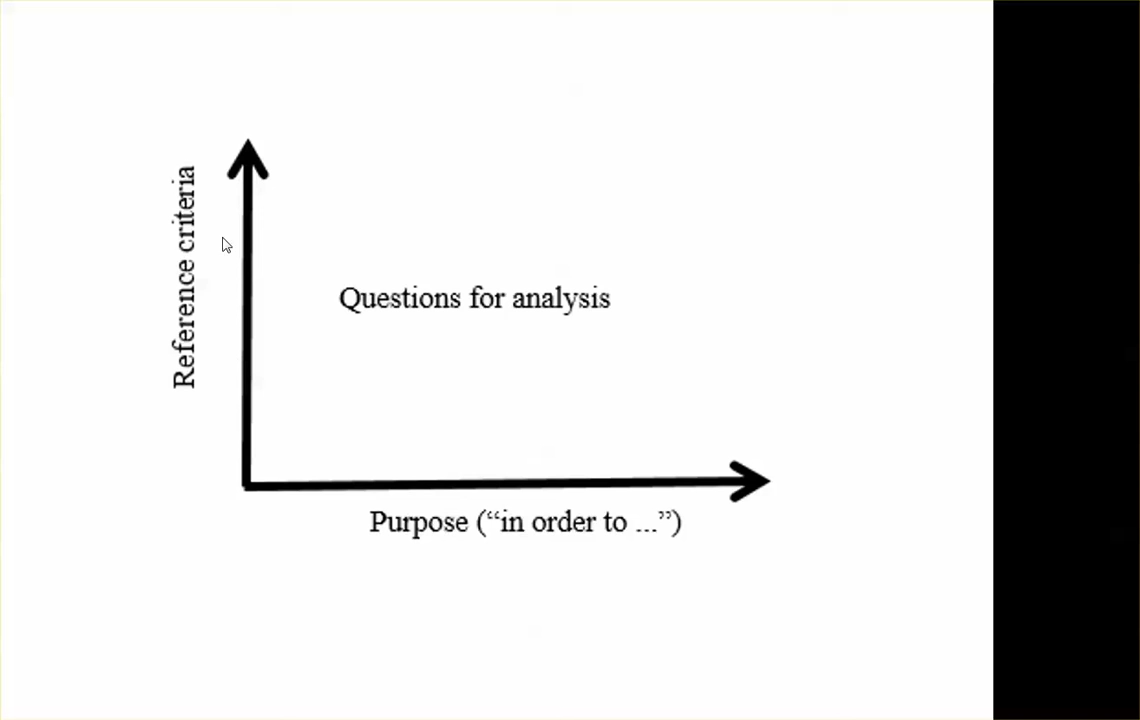 Reference criteria
Questions for analysis
Purpose (“in order to ...”)